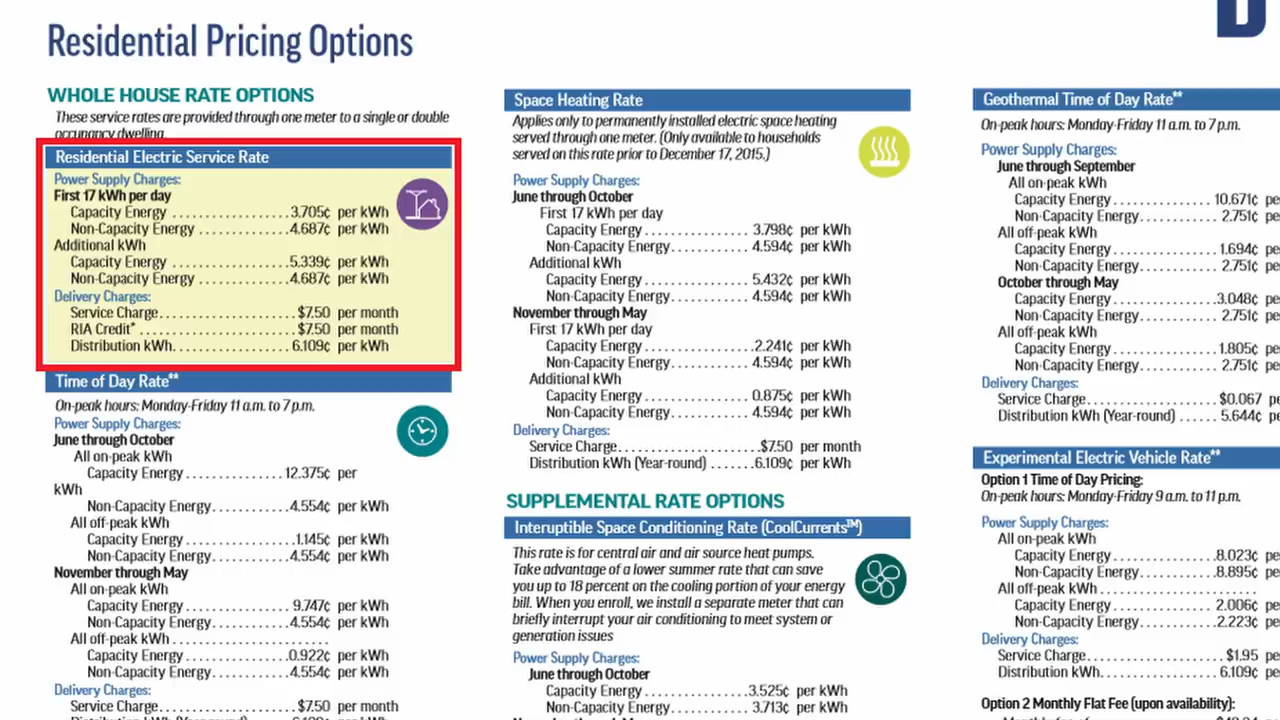 Residential Pricing Options
WHOLE HOUSE RATE OPTIONS
These service rates are provided through one meter to a single or double
occupancy dwelling.
Residential Electric Service Rate
Power Supply Charges:
First 17 kWh per day
Capacity Energy . . . . . . . . . . . . . . . . . 3.705¢ per kWh
Non-Capacity Energy . . . . . . . . . . . . . 4.687¢ per kWh
Additional kWh
Capacity Energy . . . . . . . . . . . . . . . . . 5.339¢ per kWh
Non-Capacity Energy . . . . . . . . . . . . . 4.687¢ per kWh
Delivery Charges:
Service Charge. . . . . . . . . . . . . . . . . . . . $7.50 per month
RIA Credit* . . . . . . . . . . . . . . . . . . . . . . . $7.50 per month
Distribution kWh. . . . . . . . . . . . . . . . . 6.109¢ per kWh
Time of Day Rate**
On-peak hours: Monday-Friday 11 a.m. to 7 p.m.
Power Supply Charges:
June through October
All on-peak kWh
Capacity Energy . . . . . . . . . . . . . . 12.375¢ per
kWh
Non-Capacity Energy. . . . . . . . . . . 4.554¢ per kWh
All off-peak kWh
Capacity Energy . . . . . . . . . . . . . . . 1.145¢ per kWh
Non-Capacity Energy. . . . . . . . . . . 4.554¢ per kWh
November through May
All on-peak kWh
Capacity Energy . . . . . . . . . . . . . . . 9.747¢ per kWh
Non-Capacity Energy. . . . . . . . . . . 4.554¢ per kWh
All off-peak kWh . . . . . . . . . . . . . . . . . . . . . .
Capacity Energy . . . . . . . . . . . . . . .0.922¢ per kWh
Non-Capacity Energy. . . . . . . . . . . 4.554¢ per kWh
Delivery Charges:
Service Charge. . . . . . . . . . . . . . . . . . . . $7.50 per month
Space Heating Rate
Applies only to permanently installed electric space heating
served through one meter. (Only available to households
served on this rate prior to December 17, 2015.)
Power Supply Charges:
June through October
First 17 kWh per day
Capacity Energy . . . . . . . . . . . . . . . 3.798¢ per kWh
Non-Capacity Energy. . . . . . . . . . . 4.594¢ per kWh
Additional kWh
Capacity Energy . . . . . . . . . . . . . . . 5.432¢ per kWh
Non-Capacity Energy. . . . . . . . . . . 4.594¢ per kWh
November through May
First 17 kWh per day
Capacity Energy . . . . . . . . . . . . . . . 2.241¢ per kWh
Non-Capacity Energy. . . . . . . . . . . 4.594¢ per kWh
Additional kWh
Capacity Energy . . . . . . . . . . . . . . . 0.875¢ per kWh
Non-Capacity Energy. . . . . . . . . . . 4.594¢ per kWh
Delivery Charges:
Service Charge. . . . . . . . . . . . . . . . . . . . .$7.50 per month
Distribution kWh (Year-round) . . . . . . .6.109¢ per kWh
SUPPLEMENTAL RATE OPTIONS
Interuptible Space Conditioning Rate (CoolCurrents™)
This rate is for central air and air source heat pumps.
Take advantage of a lower summer rate that can save
you up to 18 percent on the cooling portion of your energy
bill. When you enroll, we install a separate meter that can
briefly interrupt your air conditioning to meet system or
generation issues
Power Supply Charges:
June through October
Capacity Energy . . . . . . . . . . . . . . . 3.525¢ per kWh
Non-Capacity Energy. . . . . . . . . . . 3.713¢ per kWh
Geothermal Time of Day Rate**
On-peak hours: Monday-Friday 11 a.m. to 7 p.m.
Power Supply Charges:
June through September
All on-peak kWh
Capacity Energy . . . . . . . . . . . . . . . 10.671¢ pe
Non-Capacity Energy. . . . . . . . . . . . 2.751¢ pe
All off-peak kWh
Capacity Energy . . . . . . . . . . . . . . . 1.694¢ pe
Non-Capacity Energy. . . . . . . . . . . . 2.751¢ pe
October through May
Capacity Energy . . . . . . . . . . . . . . .3.048¢ pe
Non-Capacity Energy. . . . . . . . . . . . 2.751¢ pe
All off-peak kWh
Capacity Energy . . . . . . . . . . . . . . . 1.805¢ pe
Non-Capacity Energy. . . . . . . . . . . . 2.751¢ pe
Delivery Charges:
Service Charge. . . . . . . . . . . . . . . . . . . $0.067 p
Distribution kWh (Year-round) . . . . . . 5.644¢ pe
Experimental Electric Vehicle Rate**
Option 1 Time of Day Pricing:
On-peak hours: Monday-Friday 9 a.m. to 11 p.m.
Power Supply Charges:
All on-peak kWh
Capacity Energy . . . . . . . . . . . . . . .8.023¢ pe
Non-Capacity Energy. . . . . . . . . . . .8.895¢ pe
All off-peak kWh . . . . . . . . . . . . . . . . . . . . . .
Capacity Energy . . . . . . . . . . . . . . . 2.006¢ pe
Non-Capacity Energy. . . . . . . . . . . . 2.223¢ pe
Delivery Charges:
Service Charge. . . . . . . . . . . . . . . . . . . . $1.95 pe
Distribution kWh. . . . . . . . . . . . . . . . . 6.109¢ pe
Option 2 Monthly Flat Fee (upon availability):